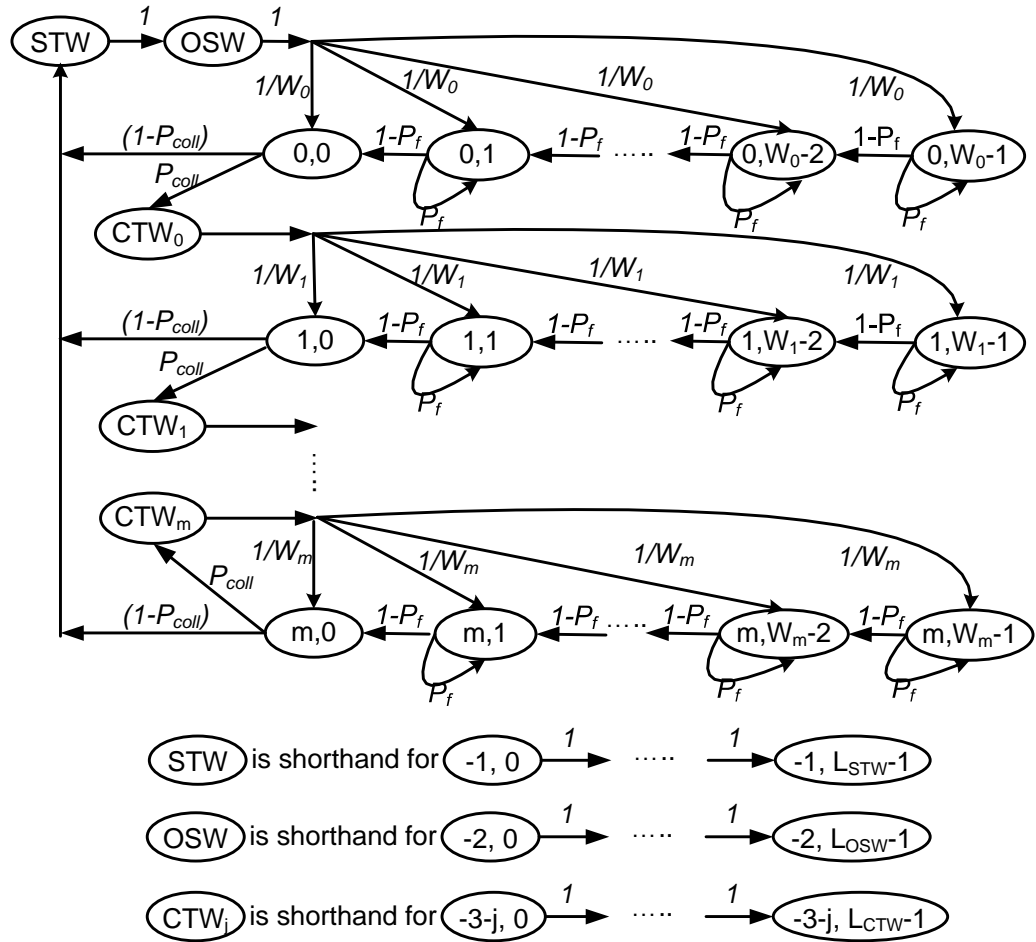 1 1
STW OSW
1/W0 1/W0 1/W0 1/W0
(1-Pcoll) 1-Pf 1-Pf 1-Pf 1-Pf
0,0 0,1 ..... 0,W0-2 0,W0-1
Pcoll Pf Pf Pf
CTW0
1/W1 1/W1 1/W1 1/W1
(1-Pcoll) 1-Pf 1-Pf 1-Pf 1-Pf
1,0 1,1 ..... 1,W1-2 1,W1-1
Pcoll Pf Pf Pf
CTW1
......
CTWm
1/Wm 1/Wm 1/Wm 1/Wm
Pcoll
(1-Pcoll) 1-Pf 1-Pf 1-Pf 1-Pf
m,0 m,1 ..... m,Wm-2 m,Wm-1
Pf Pf Pf
1 1
STW is shorthand for -1, 0 ..... -1, LSTW-1
1 1
OSW is shorthand for -2, 0 ..... -2, LOSW-1
1 1
CTWj is shorthand for -3-j, 0 ..... -3-j, LCTW-1